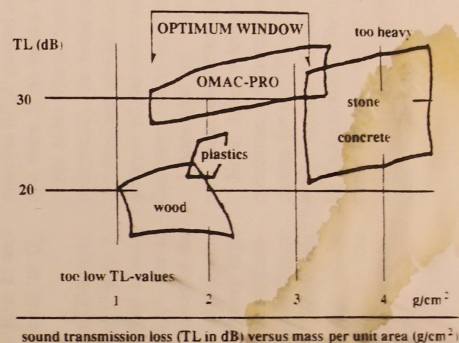 OPTIMUM WINDOW
too heavy
TL (dB)
OMAC-PRO
30
stone
concrete
plastics
20
wood
too low TL-values
1 2 3 4 g/cm²
sound transmission loss (TL in dB) versus mass per unit area (g/cm²)